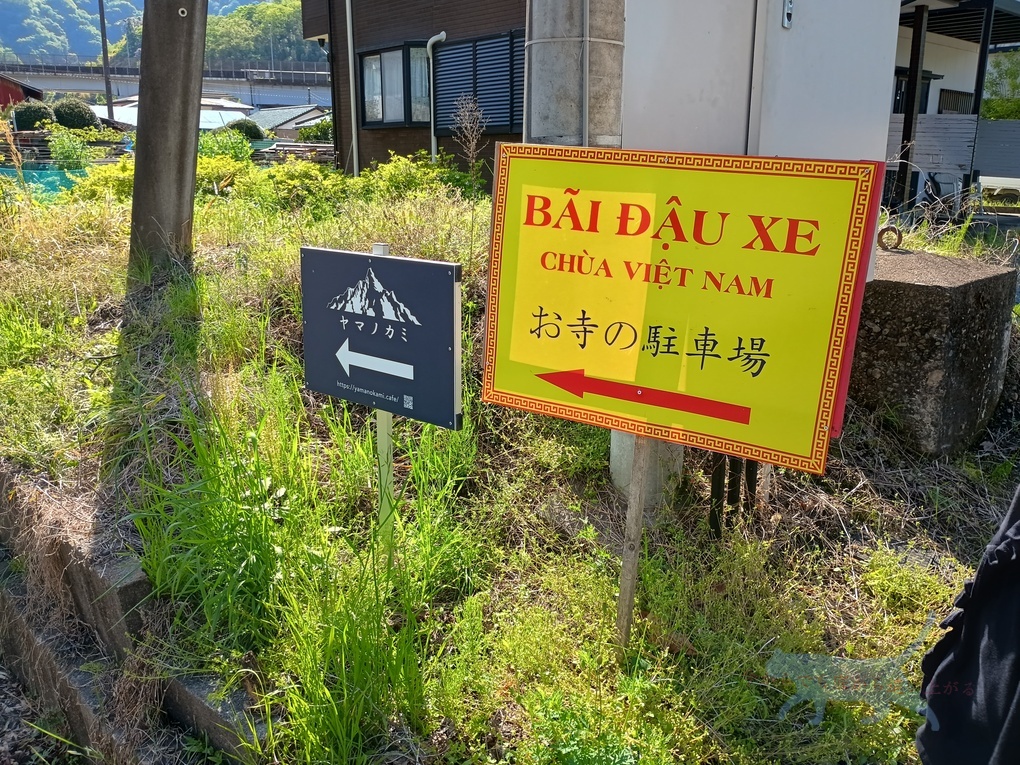 ヤマノカミ
https://yamanokami.cafe/
BÃI ĐẬU XE
CHÙA VIỆT NAM
お寺の駐車場